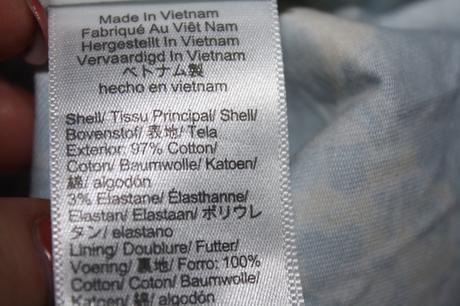 Made In Vietnam
Fabriqué Au Viêt Nam
Hergestellt In Vietnam
Vervaardigd In Vietnam
ベトナム製
hecho en vietnam
Shell/ Tissu Principal/ Shell/
Bovenstof/ 表地/ Tela
Exterior: 97% Cotton/
Coton/ Baumwolle/ Katoen/
綿/ algodón
3% Elastane/ Élasthanne/
Elastan/ Elastaan/ ポリウレ
タン/ elastano
Lining/ Doublure/ Futter/
Voering/ 裏地/ Forro: 100%
Cotton/ Coton/ Baumwolle/
Katoen/ 綿/ algodón